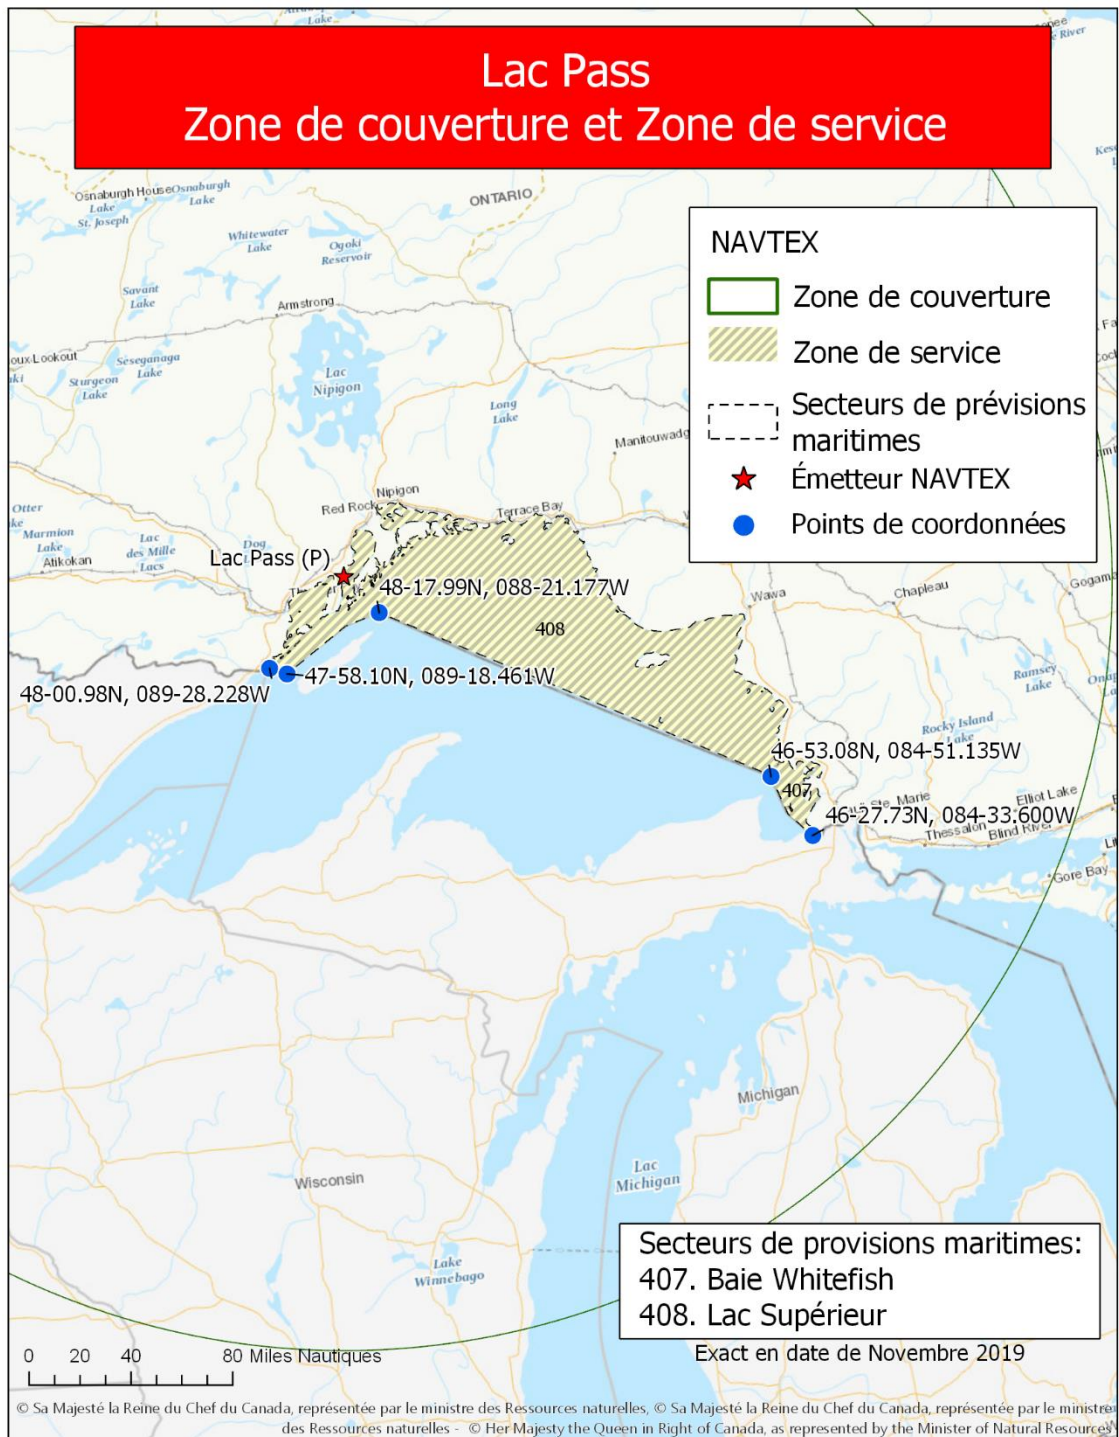 Lac Pass
Zone de couverture et Zone de service
NAVTEX
Zone de couverture
Zone de service
Secteurs de prévisions
maritimes
Émetteur NAVTEX
Points de coordonnées
Osnaburgh House
Osnaburgh
Lake
Lake
St. Joseph
ONTARIO
Whitewater
Lake
Ogoki
Reservoir
Savant
Lake
Armstrong
Seseganaga
Lake
Sturgeon
Lake
Lac
Nipigon
Long
Lake
Manitouwadg
Nipigon
Red Rock
Terrace Bay
Otter
Marmion
Lake
Lac
des Mille
Lacs
Dog
Atikokan
Lac Pass (P)
48-17.99N, 088-21.177W
Wawa
Chapleau
Gogama
408
47-58.10N, 089-18.461W
48-00.98N, 089-28.228W
Ramsey
Lake
Rocky Island
Lake
46-53.08N, 084-51.135W
407
46-27.73N, 084-33.600W
Ste. Marie
Elliot Lake
Thessalon
Blind River
Gore Bay
Michigan
Wisconsin
Lac
Michigan
Lake
Winnebago
Secteurs de provisions maritimes:
407. Baie Whitefish
408. Lac Supérieur
Exact en date de Novembre 2019
0 20 40 80 Miles Nautiques
© Sa Majesté la Reine du Chef du Canada, représentée par le ministre des Ressources naturelles, © Sa Majesté la Reine du Chef du Canada, représentée par le ministre
des Ressources naturelles - © Her Majesty the Queen in Right of Canada, as represented by the Minister of Natural Resources